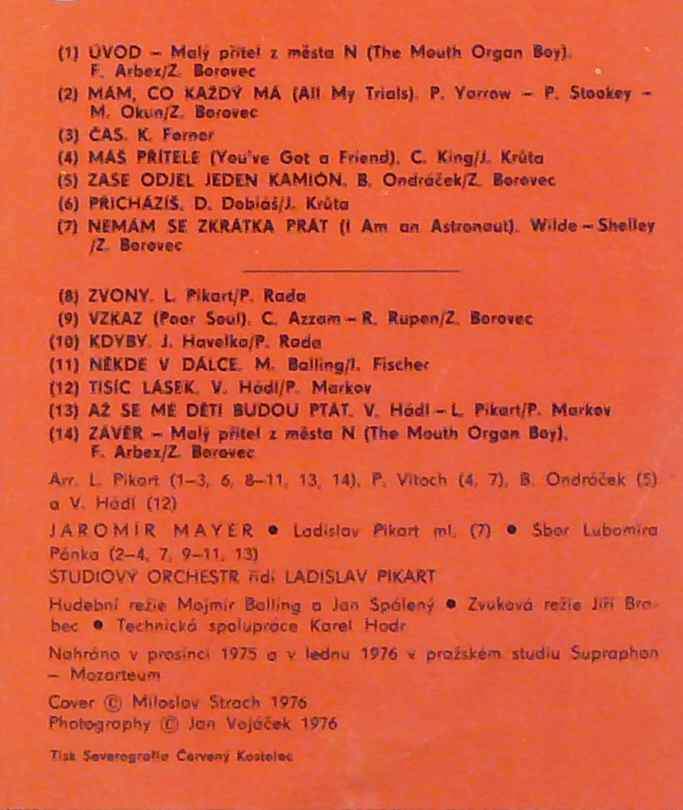 (1) ÚVOD – Malý přítel z města N (The Mouth Organ Boy).
F. Arbex/Z. Borovec
(2) MÁM, CO KAŽDÝ MÁ (All My Trials). P. Yarrow – P. Stookey –
M. Okun/Z. Borovec
(3) ČAS. K. Forner
(4) MÁŠ PŘÍTELE (You've Got a Friend). C. King/J. Krůta
(5) ZASE ODJEL JEDEN KAMIÓN. B. Ondráček/Z. Borovec
(6) PŘICHÁZÍŠ. D. Dobiáš/J. Krůta
(7) NEMÁM SE ZKRÁTKA PRÁT (I Am an Astronaut). Wilde – Shelley
/Z. Borovec
(8) ZVONY. L. Pikart/P. Rada
(9) VZKAZ (Poor Soul). C. Azzam – R. Rupen/Z. Borovec
(10) KDYBY. J. Havelka/P. Rada
(11) NĚKDE V DÁLCE. M. Balling/I. Fischer
(12) TISÍC LÁSEK. V. Hádl/P. Markov
(13) AŽ SE MĚ DĚTI BUDOU PTÁT. V. Hádl – L. Pikart/P. Markov
(14) ZÁVĚR – Malý přítel z města N (The Mouth Organ Boy).
F. Arbex/Z. Borovec
Arr. L. Pikart (1–3, 6, 8–11, 13, 14), P. Vitoch (4, 7), B. Ondráček (5)
a V. Hádl (12)
JAROMÍR MAYER ● Ladislav Pikart ml. (7) ● Sbor Lubomíra
Pánka (2–4, 7, 9–11, 13)
STUDIOVÝ ORCHESTR řídí LADISLAV PIKART
Hudební režie Mojmír Balling a Jan Spálený ● Zvuková režie Jiří Bro-
bec ● Technická spolupráce Karel Hodr
Nahráno v prosinci 1975 a v lednu 1976 v pražském studiu Supraphon
– Mozarteum
Cover © Miloslav Strach 1976
Photography © Jan Vojáček 1976
Tisk Severografie Červený Kostelec